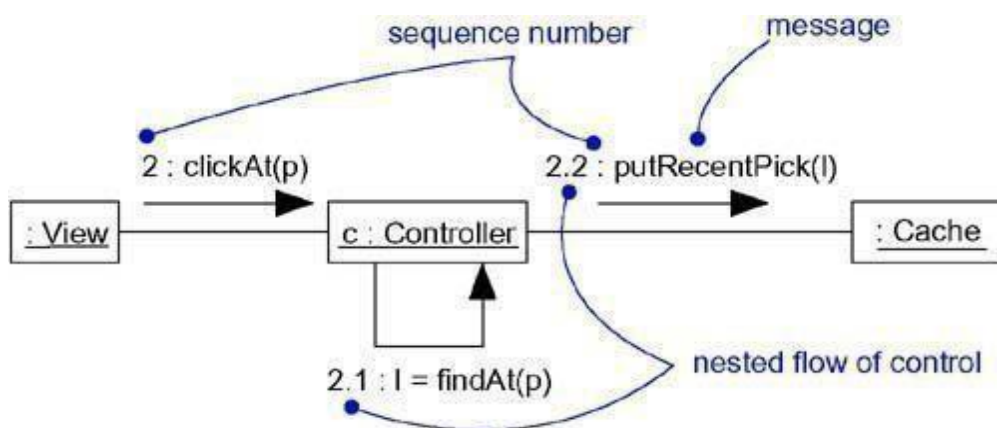 sequence number
message
2 : clickAt(p)
2.2 : putRecentPick(l)
: View
c : Controller
: Cache
2.1 : l = findAt(p)
nested flow of control